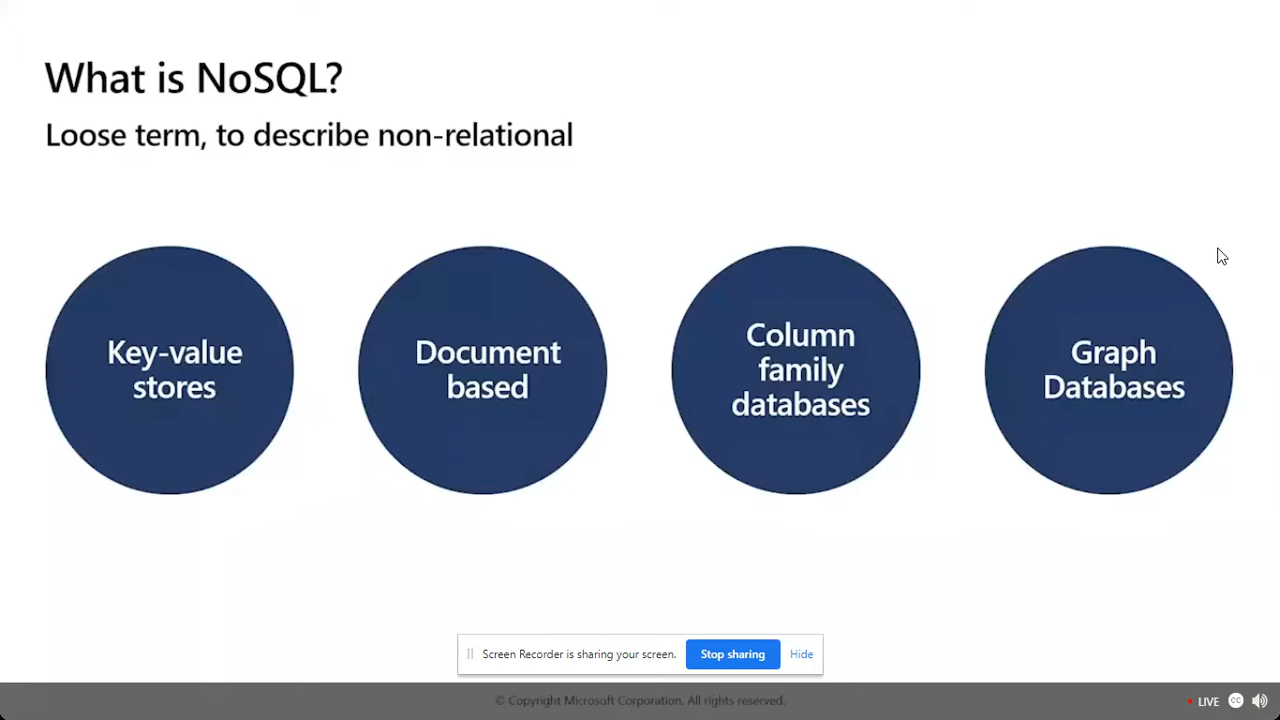 What is NoSQL?
Loose term, to describe non-relational
Key-value
stores
Document
based
Column
family
databases
Graph
Databases
Screen Recorder is sharing your screen.
Stop sharing
Hide
© Copyright Microsoft Corporation. All rights reserved.
LIVE
CC